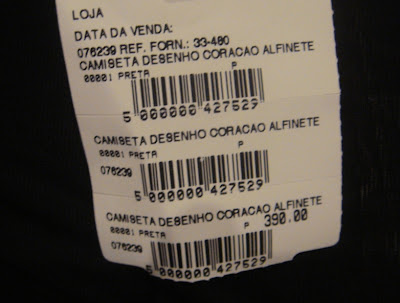 LOJA
DATA DA VENDA:
076239 REF. FORN.: 33-480
CAMISETA DESENHO CORACAO ALFINETE
00001 PRETA P
5 000000 427529
CAMISETA DESENHO CORACAO ALFINETE
00001 PRETA P
076239
5 000000 427529
CAMISETA DESENHO CORACAO ALFINETE
00001 PRETA P 390.00
076239
5 000000 427529